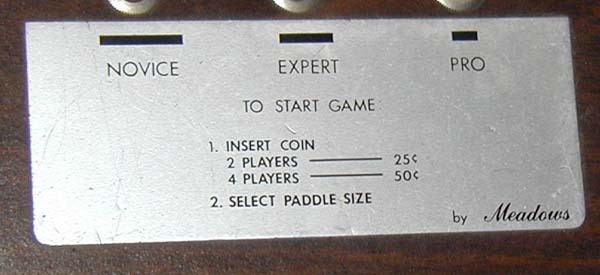 NOVICE EXPERT PRO
TO START GAME:
1. INSERT COIN
2 PLAYERS 25¢
4 PLAYERS 50¢
2. SELECT PADDLE SIZE
by Meadows